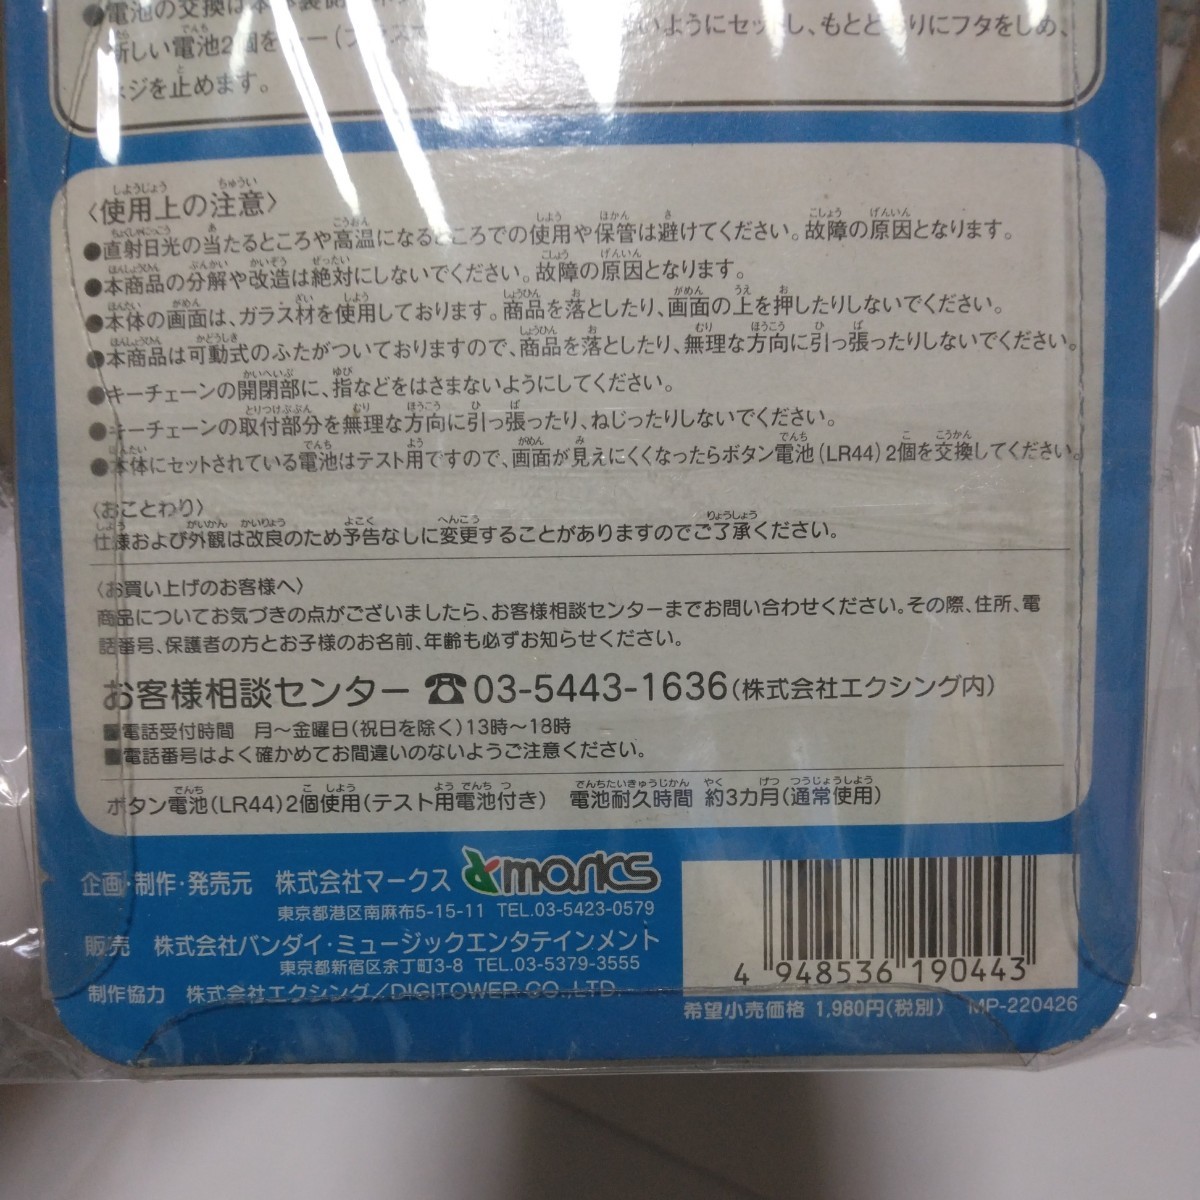 ●電池の交換は本体裏
新しい電池2個を
ようにセットし、もとどおりにフタをしめ、
ネジを止めます。
〈使用上の注意〉
●直射日光の当たるところや高温になるところでの使用や保管は避けてください。故障の原因となります。
●本商品の分解や改造は絶対にしないでください。故障の原因となります。
●本体の画面は、ガラス材を使用しております。商品を落としたり、画面の上を押したりしないでください。
●本商品は可動式のふたがついておりますので、商品を落としたり、無理な方向に引っ張ったりしないでください。
●キーチェーンの開閉部に、指などをはさまないようにしてください。
●キーチェーンの取付部分を無理な方向に引っ張ったり、ねじったりしないでください。
●本体にセットされている電池はテスト用ですので、画面が見えにくくなったらボタン電池(LR44)2個を交換してください。
〈おことわり〉
仕様および外観は改良のため予告なしに変更することがありますのでご了承ください。
〈お買い上げのお客様へ〉
商品についてお気づきの点がございましたら、お客様相談センターまでお問い合わせください。その際、住所、電
話番号、保護者の方とお子様のお名前、年齢も必ずお知らせください。
お客様相談センター ☎03-5443-1636(株式会社エクシング内)
■電話受付時間 月〜金曜日(祝日を除く)13時〜18時
■電話番号はよく確かめてお間違いのないようご注意ください。
ボタン電池(LR44)2個使用(テスト用電池付き) 電池耐久時間 約3カ月(通常使用)
企画・制作・発売元 株式会社マークス marks
東京都港区南麻布5-15-11 TEL.03-5423-0579
販売 株式会社バンダイ・ミュージックエンタテインメント
東京都新宿区余丁町3-8 TEL.03-5379-3555
制作協力 株式会社エクシング/DIGITOWER CO.,LTD.
4 948536 190443
希望小売価格 1,980円(税別) MP-220426